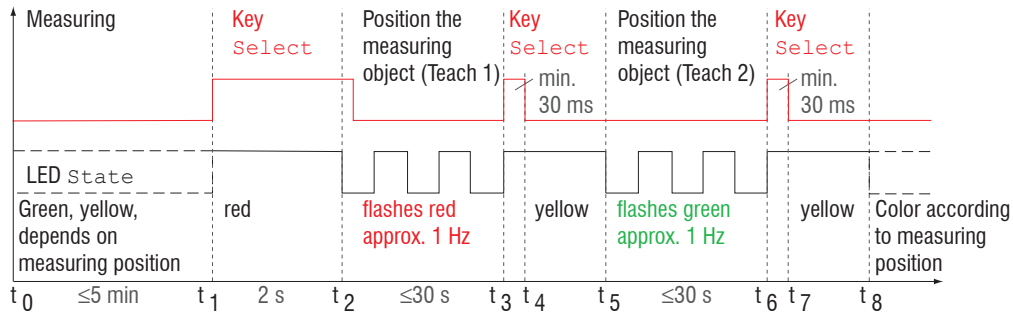 Measuring
Key
Select
Position the
measuring
object (Teach 1)
Key
Select
min.
30 ms
Position the
measuring
object (Teach 2)
Key
Select
min.
30 ms
LED State
Green, yellow,
depends on
measuring position
red
flashes red
approx. 1 Hz
yellow
flashes green
approx. 1 Hz
yellow
Color according
to measuring
position
t0 ≤5 min t1 2 s t2 ≤30 s t3 t4 t5 ≤30 s t6 t7 t8